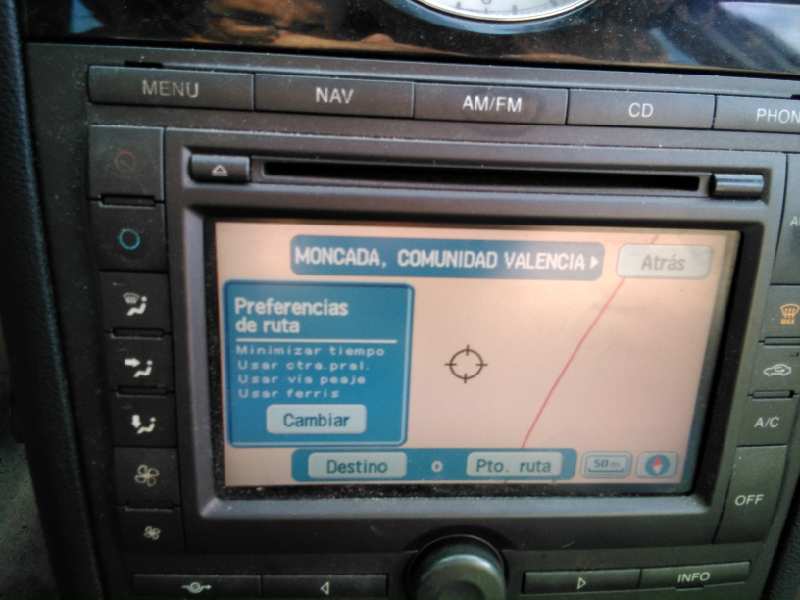 MENU
NAV
AM/FM
CD
PHON
MONCADA, COMUNIDAD VALENCIA
Atrás
Preferencias
de ruta
Minimizar tiempo
Usar ctra.pral.
Usar vía peaje
Usar ferris
Cambiar
Destino o Pto. ruta
50 m
MAX
A/C
OFF
INFO